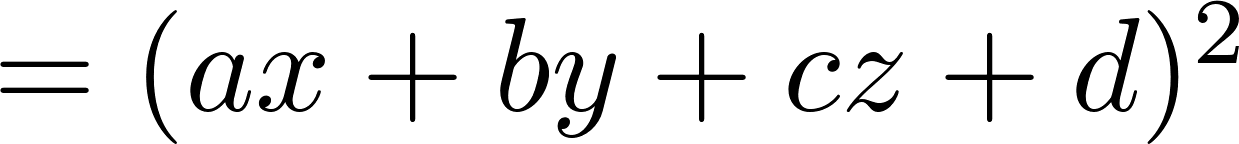 = (ax + by + cz + d)²